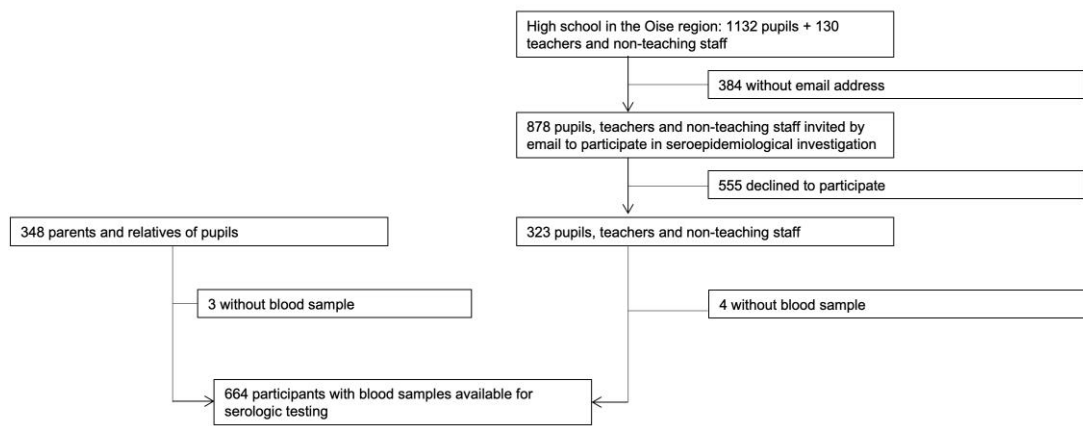 High school in the Oise region: 1132 pupils + 130
teachers and non-teaching staff
384 without email address
878 pupils, teachers and non-teaching staff invited by
email to participate in seroepidemiological investigation
555 declined to participate
348 parents and relatives of pupils
323 pupils, teachers and non-teaching staff
3 without blood sample
4 without blood sample
664 participants with blood samples available for
serologic testing